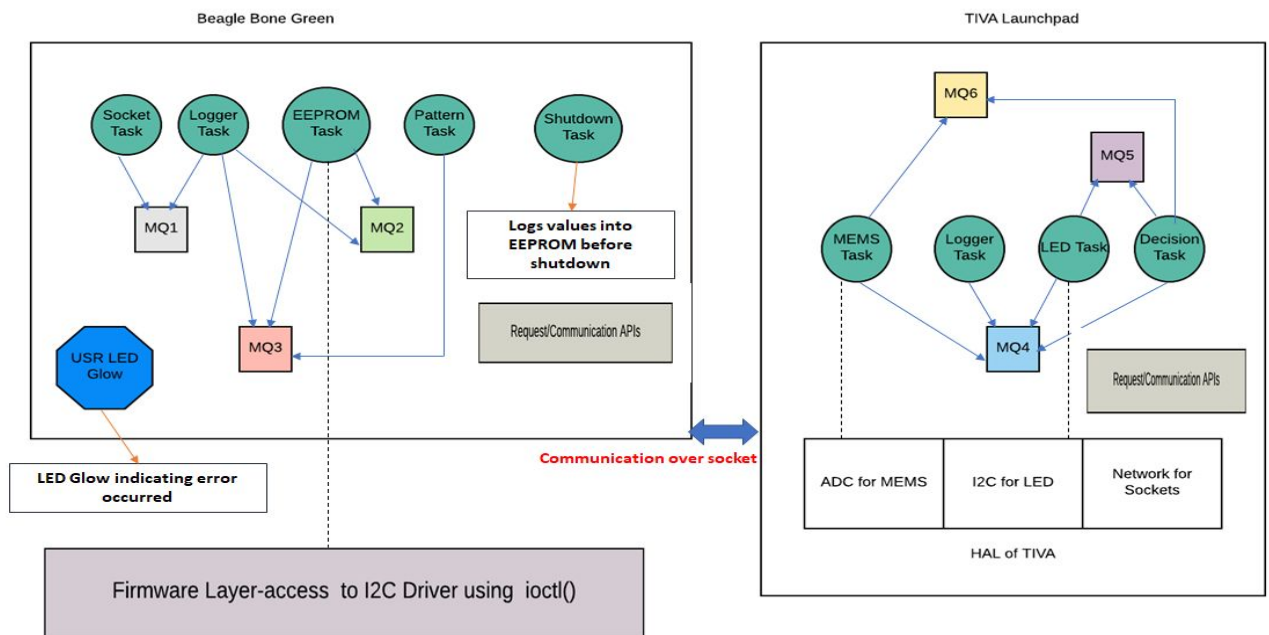 Beagle Bone Green
TIVA Launchpad
Socket
Task
Logger
Task
EEPROM
Task
Pattern
Task
Shutdown
Task
MQ1
MQ2
Logs values into
EEPROM before
shutdown
MQ3
Request/Communication APIs
USR LED
Glow
LED Glow indicating error
occurred
Communication over socket
Firmware Layer-access to I2C Driver using ioctl()
MQ6
MQ5
MEMS
Task
Logger
Task
LED Task
Decision
Task
MQ4
Request/Communication APIs
ADC for MEMS
I2C for LED
Network for
Sockets
HAL of TIVA